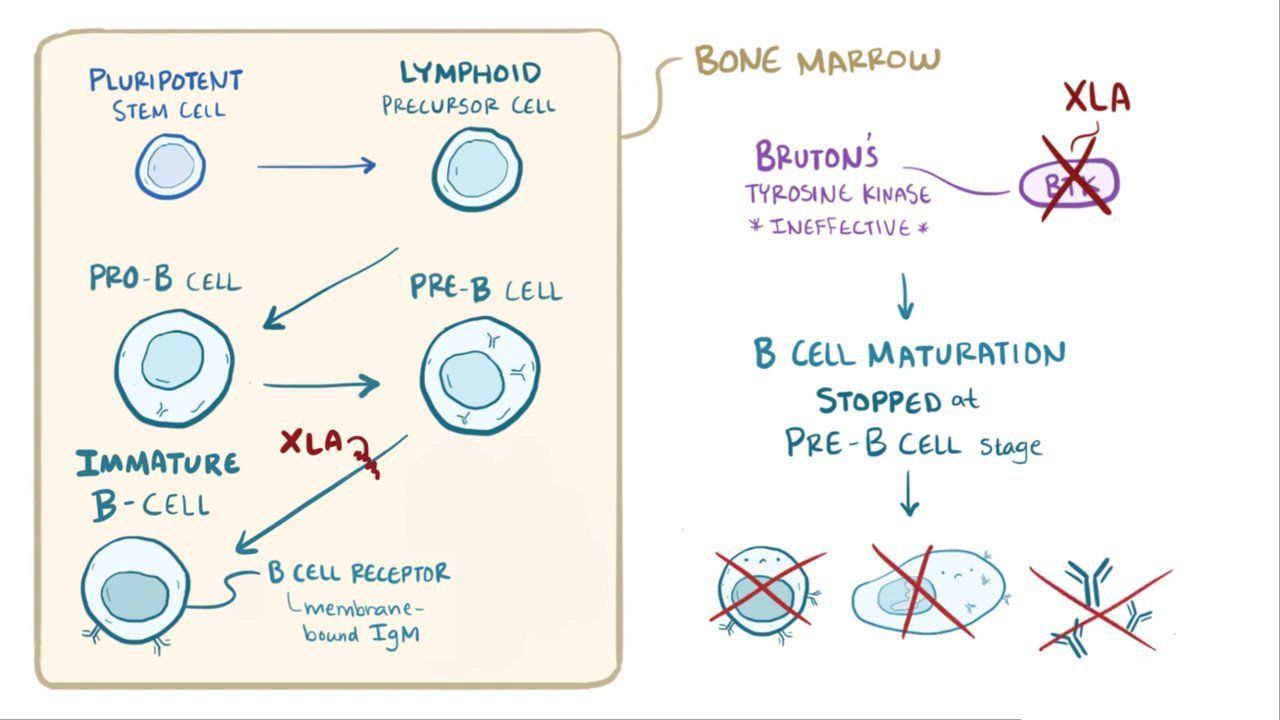 PLURIPOTENT
STEM CELL
LYMPHOID
PRECURSOR CELL
PRO-B CELL
PRE-B CELL
XLA
IMMATURE
B-CELL
B CELL RECEPTOR
membrane-
bound IgM
BONE MARROW
XLA
BRUTON'S
TYROSINE KINASE
* INEFFECTIVE *
BTK
B CELL MATURATION
STOPPED at
PRE-B CELL stage